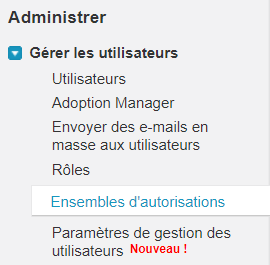 Administrer
Gérer les utilisateurs
Utilisateurs
Adoption Manager
Envoyer des e-mails en
masse aux utilisateurs
Rôles
Ensembles d'autorisations
Paramètres de gestion des
utilisateurs Nouveau !